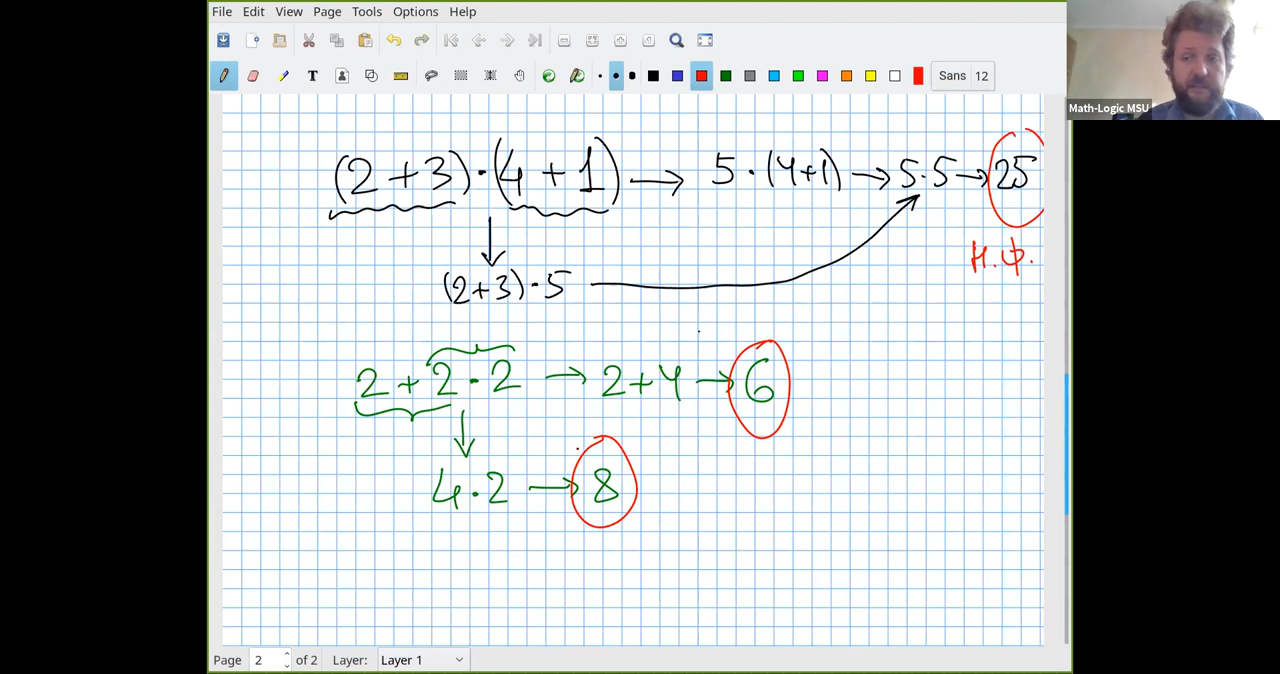 File Edit View Page Tools Options Help
T Sans 12
Math-Logic MSU
(2+3)·(4+1) → 5·(4+1) → 5·5 → 25
Н.Ф.
(2+3)·5
2+2·2 → 2+4 → 6
4·2 → 8
Page 2 of 2 Layer: Layer 1